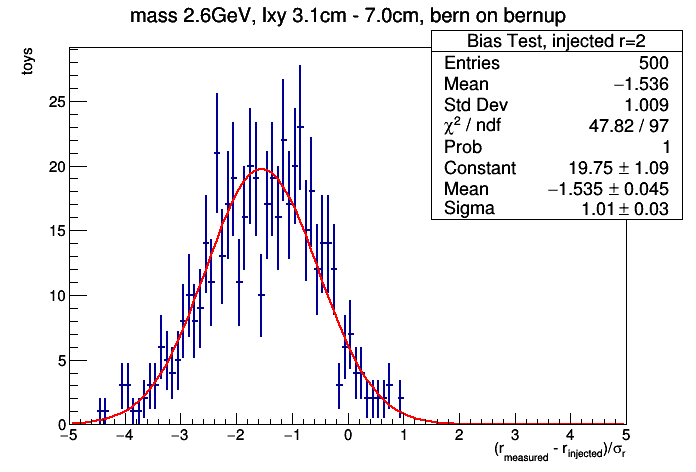 mass 2.6GeV, lxy 3.1cm - 7.0cm, bern on bernup
Bias Test, injected r=2
Entries 500
Mean −1.536
Std Dev 1.009
χ² / ndf 47.82 / 97
Prob 1
Constant 19.75 ± 1.09
Mean −1.535 ± 0.045
Sigma 1.01 ± 0.03
toys
25
20
15
10
5
0
−5 −4 −3 −2 −1 0 1 2 3 4 5
(r_measured - r_injected)/σ_r